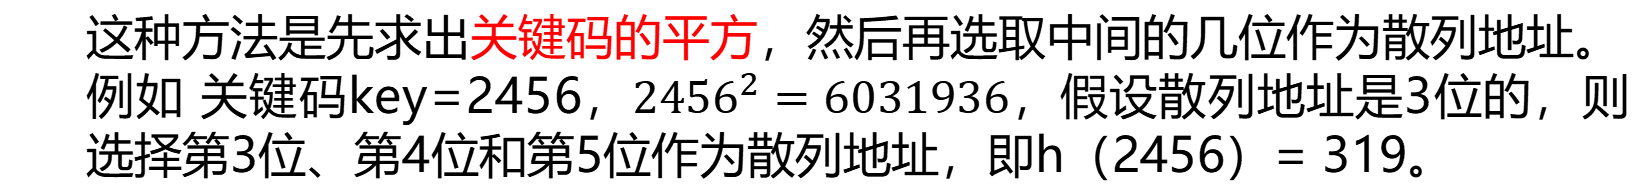 这种方法是先求出关键码的平方，然后再选取中间的几位作为散列地址。
例如 关键码key=2456，2456² = 6031936，假设散列地址是3位的，则
选择第3位、第4位和第5位作为散列地址，即h（2456）= 319。